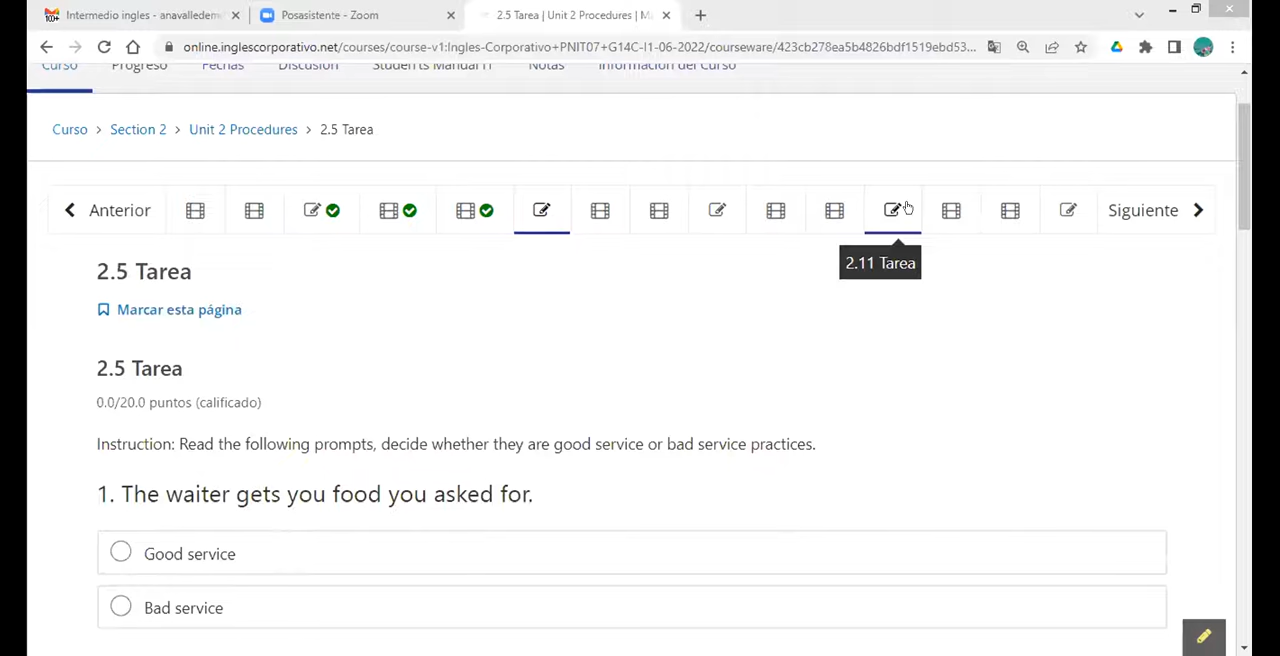 Intermedio ingles - anavalledem
Posasistente - Zoom
2.5 Tarea | Unit 2 Procedures | M
online.inglescorporativo.net/courses/course-v1:Ingles-Corporativo+PNIT07+G14C-I1-06-2022/courseware/423cb278ea5b4826bdf1519ebd53...
Curso Progreso Fechas Discusión Notas Información del Curso
Curso > Section 2 > Unit 2 Procedures > 2.5 Tarea
Anterior
Siguiente
2.11 Tarea
2.5 Tarea
Marcar esta página
2.5 Tarea
0.0/20.0 puntos (calificado)
Instruction: Read the following prompts, decide whether they are good service or bad service practices.
1. The waiter gets you food you asked for.
Good service
Bad service